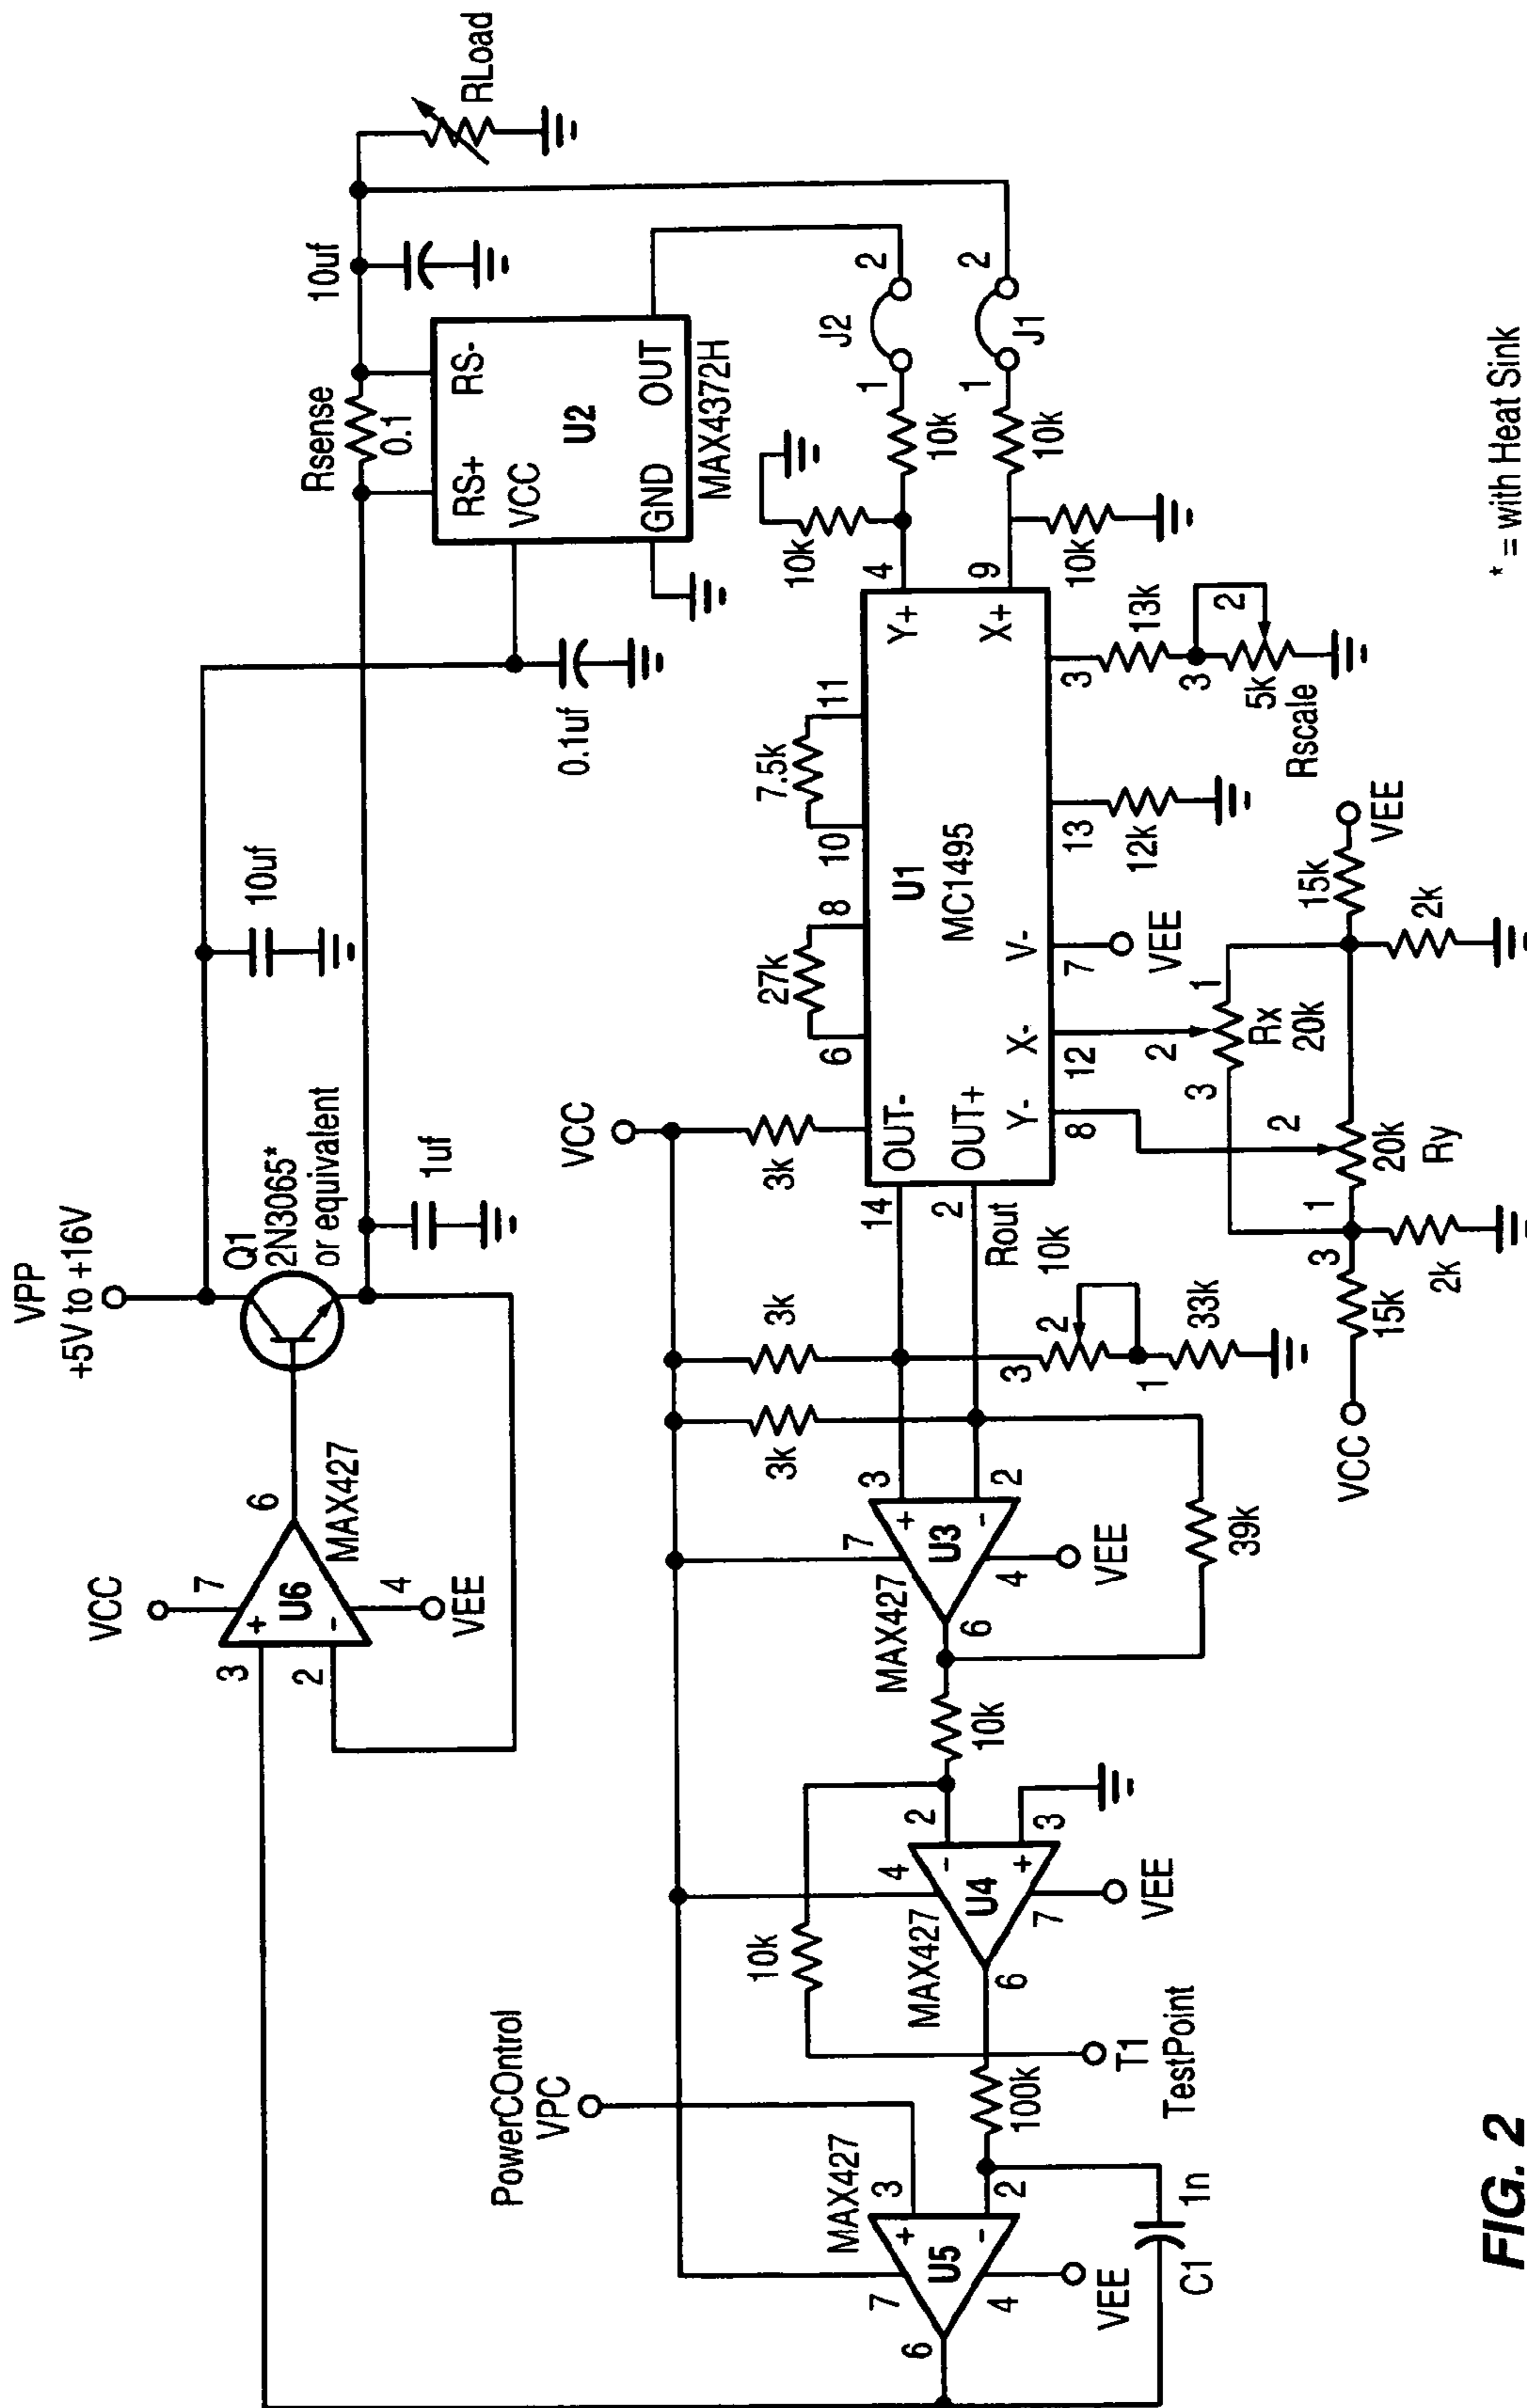 VPP
+5V to +16V
Q1
2N3065*
or equivalent
VCC
3
7
6
U6
+
-
2
4
VEE
MAX427
1uf
10uf
0.1uf
Rsense
0.1
RS+
RS-
VCC
U2
GND
OUT
MAX4372H
10uf
RLoad
PowerCOntrol
VPC
MAX427
3
7
+
U5
-
6
2
4
VEE
C1
1n
100k
10k
T1
TestPoint
MAX427
4
2
-
U4
+
6
3
7
VEE
10k
MAX427
7
3
+
U3
-
6
2
4
VEE
39k
3k
3k
VCC
3k
3
2
1
33k
Rout
10k
14
2
OUT-
OUT+
6
27k
8
10
7.5k
11
U1
MC1495
Y+
X+
4
9
Y-
X-
V-
8
12
7
13
3
VEE
12k
13k
3
2
5k
Rscale
10k
10k
10k
10k
1
J2
2
1
J1
2
VCC
15k
3
1
2k
2
20k
Ry
3
2
1
Rx
20k
15k
VEE
2k
* = with Heat Sink
FIG. 2